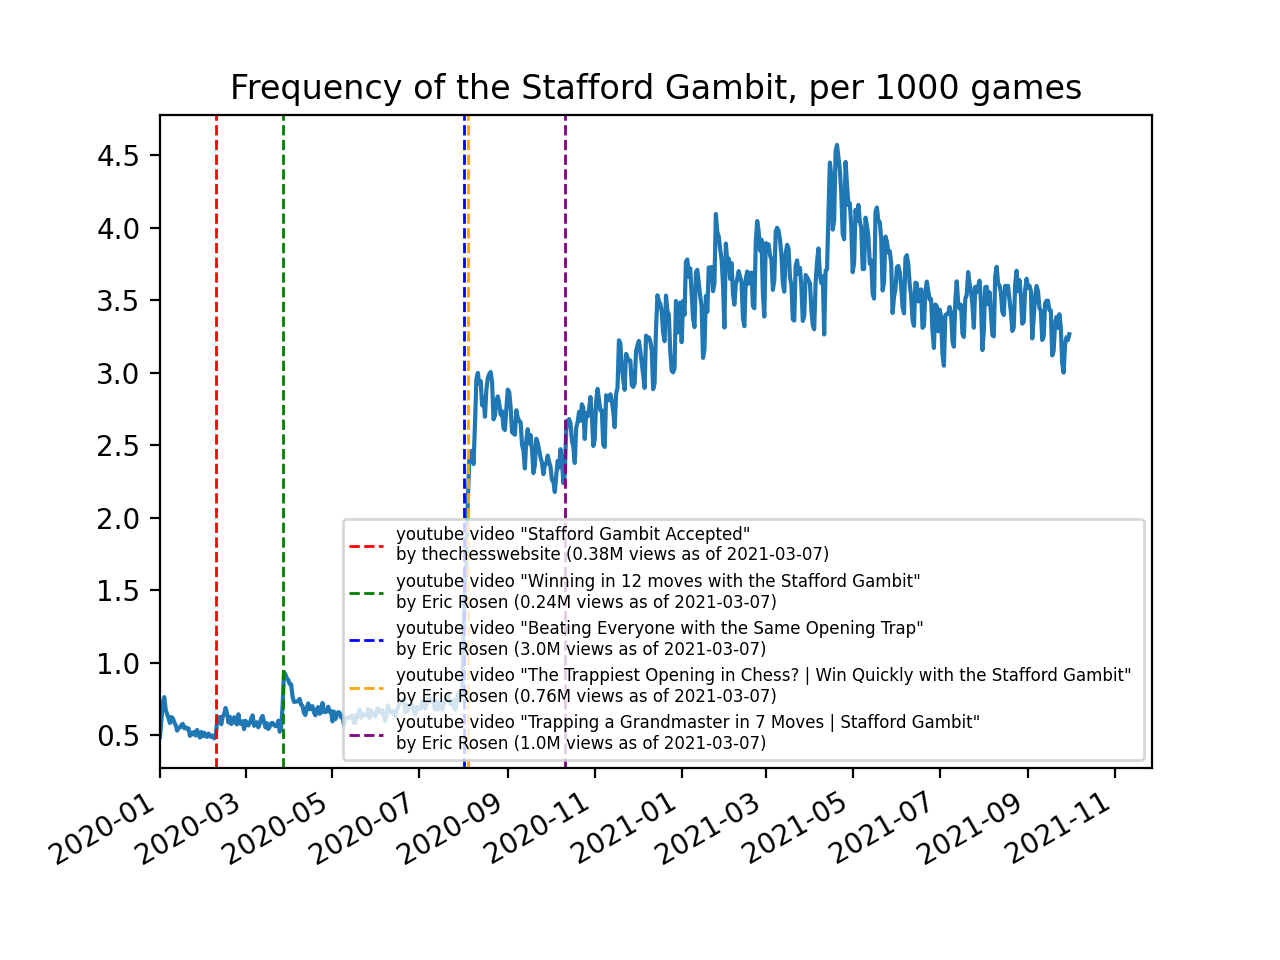 Frequency of the Stafford Gambit, per 1000 games
4.5
4.0
3.5
3.0
2.5
2.0
1.5
1.0
0.5
youtube video "Stafford Gambit Accepted"
by thechesswebsite (0.38M views as of 2021-03-07)
youtube video "Winning in 12 moves with the Stafford Gambit"
by Eric Rosen (0.24M views as of 2021-03-07)
youtube video "Beating Everyone with the Same Opening Trap"
by Eric Rosen (3.0M views as of 2021-03-07)
youtube video "The Trappiest Opening in Chess? | Win Quickly with the Stafford Gambit"
by Eric Rosen (0.76M views as of 2021-03-07)
youtube video "Trapping a Grandmaster in 7 Moves | Stafford Gambit"
by Eric Rosen (1.0M views as of 2021-03-07)
2020-01
2020-03
2020-05
2020-07
2020-09
2020-11
2021-01
2021-03
2021-05
2021-07
2021-09
2021-11